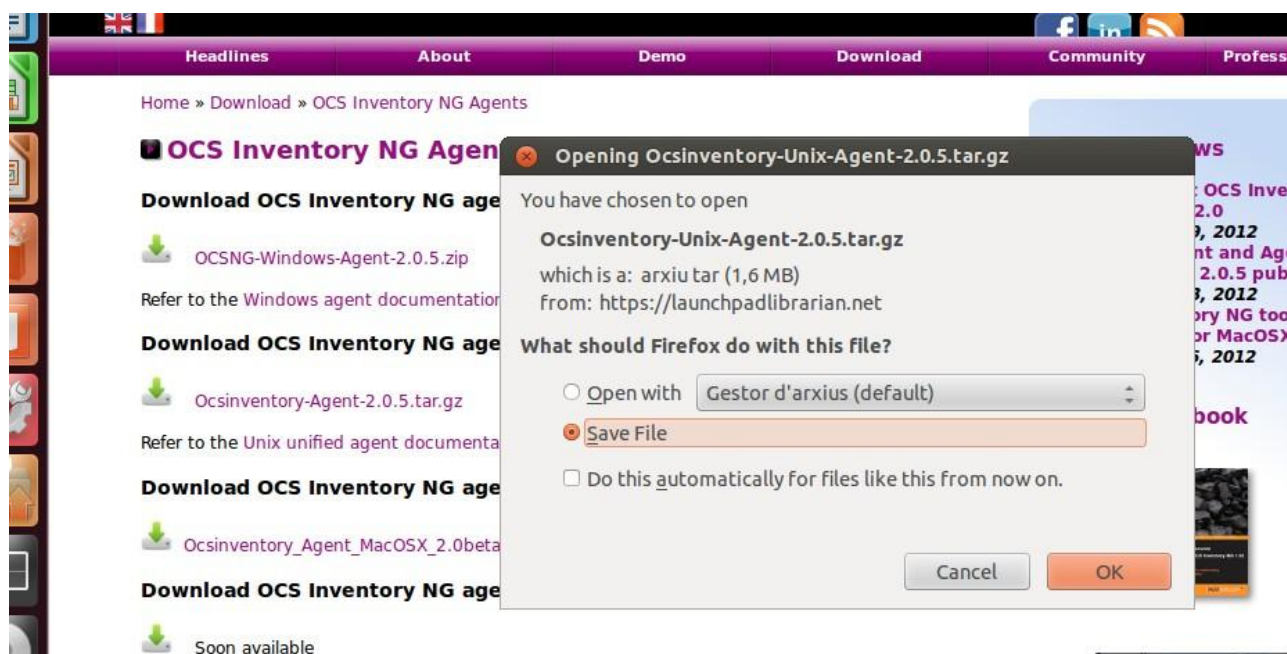 f in
Headlines About Demo Download Community Profess
Home » Download » OCS Inventory NG Agents
OCS Inventory NG Agen
Download OCS Inventory NG age
OCSNG-Windows-Agent-2.0.5.zip
Refer to the Windows agent documentation
Download OCS Inventory NG age
Ocsinventory-Agent-2.0.5.tar.gz
Refer to the Unix unified agent documenta
Download OCS Inventory NG age
Ocsinventory_Agent_MacOSX_2.0beta
Download OCS Inventory NG age
Soon available
Opening Ocsinventory-Unix-Agent-2.0.5.tar.gz
You have chosen to open
Ocsinventory-Unix-Agent-2.0.5.tar.gz
which is a: arxiu tar (1,6 MB)
from: https://launchpadlibrarian.net
What should Firefox do with this file?
Open with Gestor d'arxius (default)
Save File
Do this automatically for files like this from now on.
Cancel OK
ws
OCS Inve
2.0
9, 2012
nt and Ag
2.0.5 pub
3, 2012
ory NG too
or MacOSX
5, 2012
book